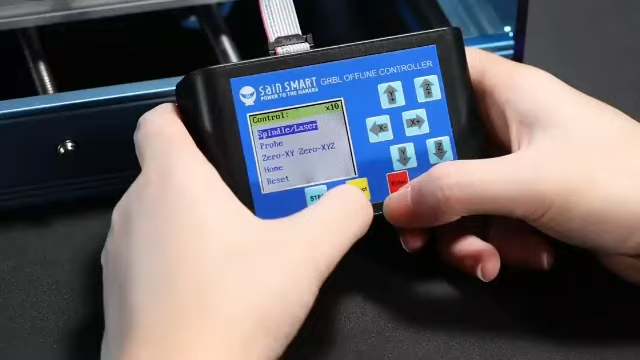 SainSMART
POWER TO THE MAKERS
GRBL OFFLINE CONTROLLER
Control: x10
Spindle/Laser
Probe
Zero-XY Zero-XYZ
Home
Reset
Y
Z
X-
X+
Y
Z